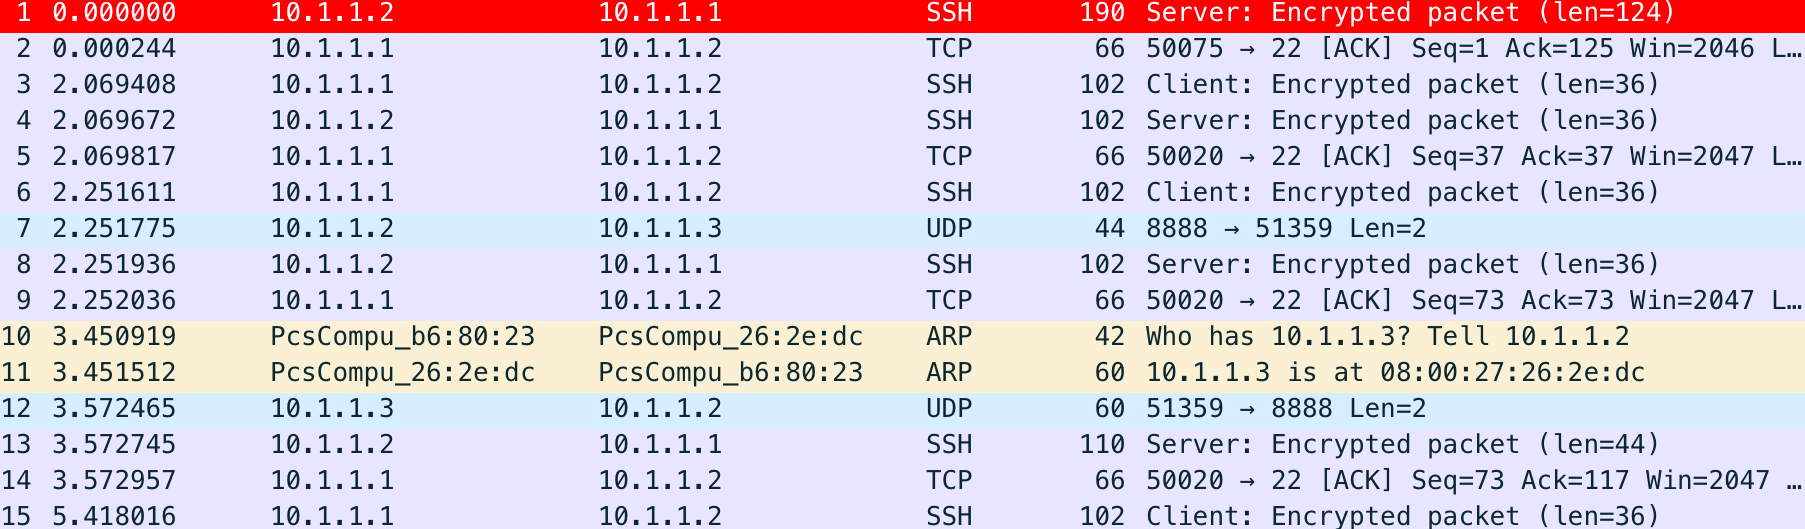 1 0.000000 10.1.1.2 10.1.1.1 SSH 190 Server: Encrypted packet (len=124)
2 0.000244 10.1.1.1 10.1.1.2 TCP 66 50075 → 22 [ACK] Seq=1 Ack=125 Win=2046 L…
3 2.069408 10.1.1.1 10.1.1.2 SSH 102 Client: Encrypted packet (len=36)
4 2.069672 10.1.1.2 10.1.1.1 SSH 102 Server: Encrypted packet (len=36)
5 2.069817 10.1.1.1 10.1.1.2 TCP 66 50020 → 22 [ACK] Seq=37 Ack=37 Win=2047 L…
6 2.251611 10.1.1.1 10.1.1.2 SSH 102 Client: Encrypted packet (len=36)
7 2.251775 10.1.1.2 10.1.1.3 UDP 44 8888 → 51359 Len=2
8 2.251936 10.1.1.2 10.1.1.1 SSH 102 Server: Encrypted packet (len=36)
9 2.252036 10.1.1.1 10.1.1.2 TCP 66 50020 → 22 [ACK] Seq=73 Ack=73 Win=2047 L…
10 3.450919 PcsCompu_b6:80:23 PcsCompu_26:2e:dc ARP 42 Who has 10.1.1.3? Tell 10.1.1.2
11 3.451512 PcsCompu_26:2e:dc PcsCompu_b6:80:23 ARP 60 10.1.1.3 is at 08:00:27:26:2e:dc
12 3.572465 10.1.1.3 10.1.1.2 UDP 60 51359 → 8888 Len=2
13 3.572745 10.1.1.2 10.1.1.1 SSH 110 Server: Encrypted packet (len=44)
14 3.572957 10.1.1.1 10.1.1.2 TCP 66 50020 → 22 [ACK] Seq=73 Ack=117 Win=2047 …
15 5.418016 10.1.1.1 10.1.1.2 SSH 102 Client: Encrypted packet (len=36)